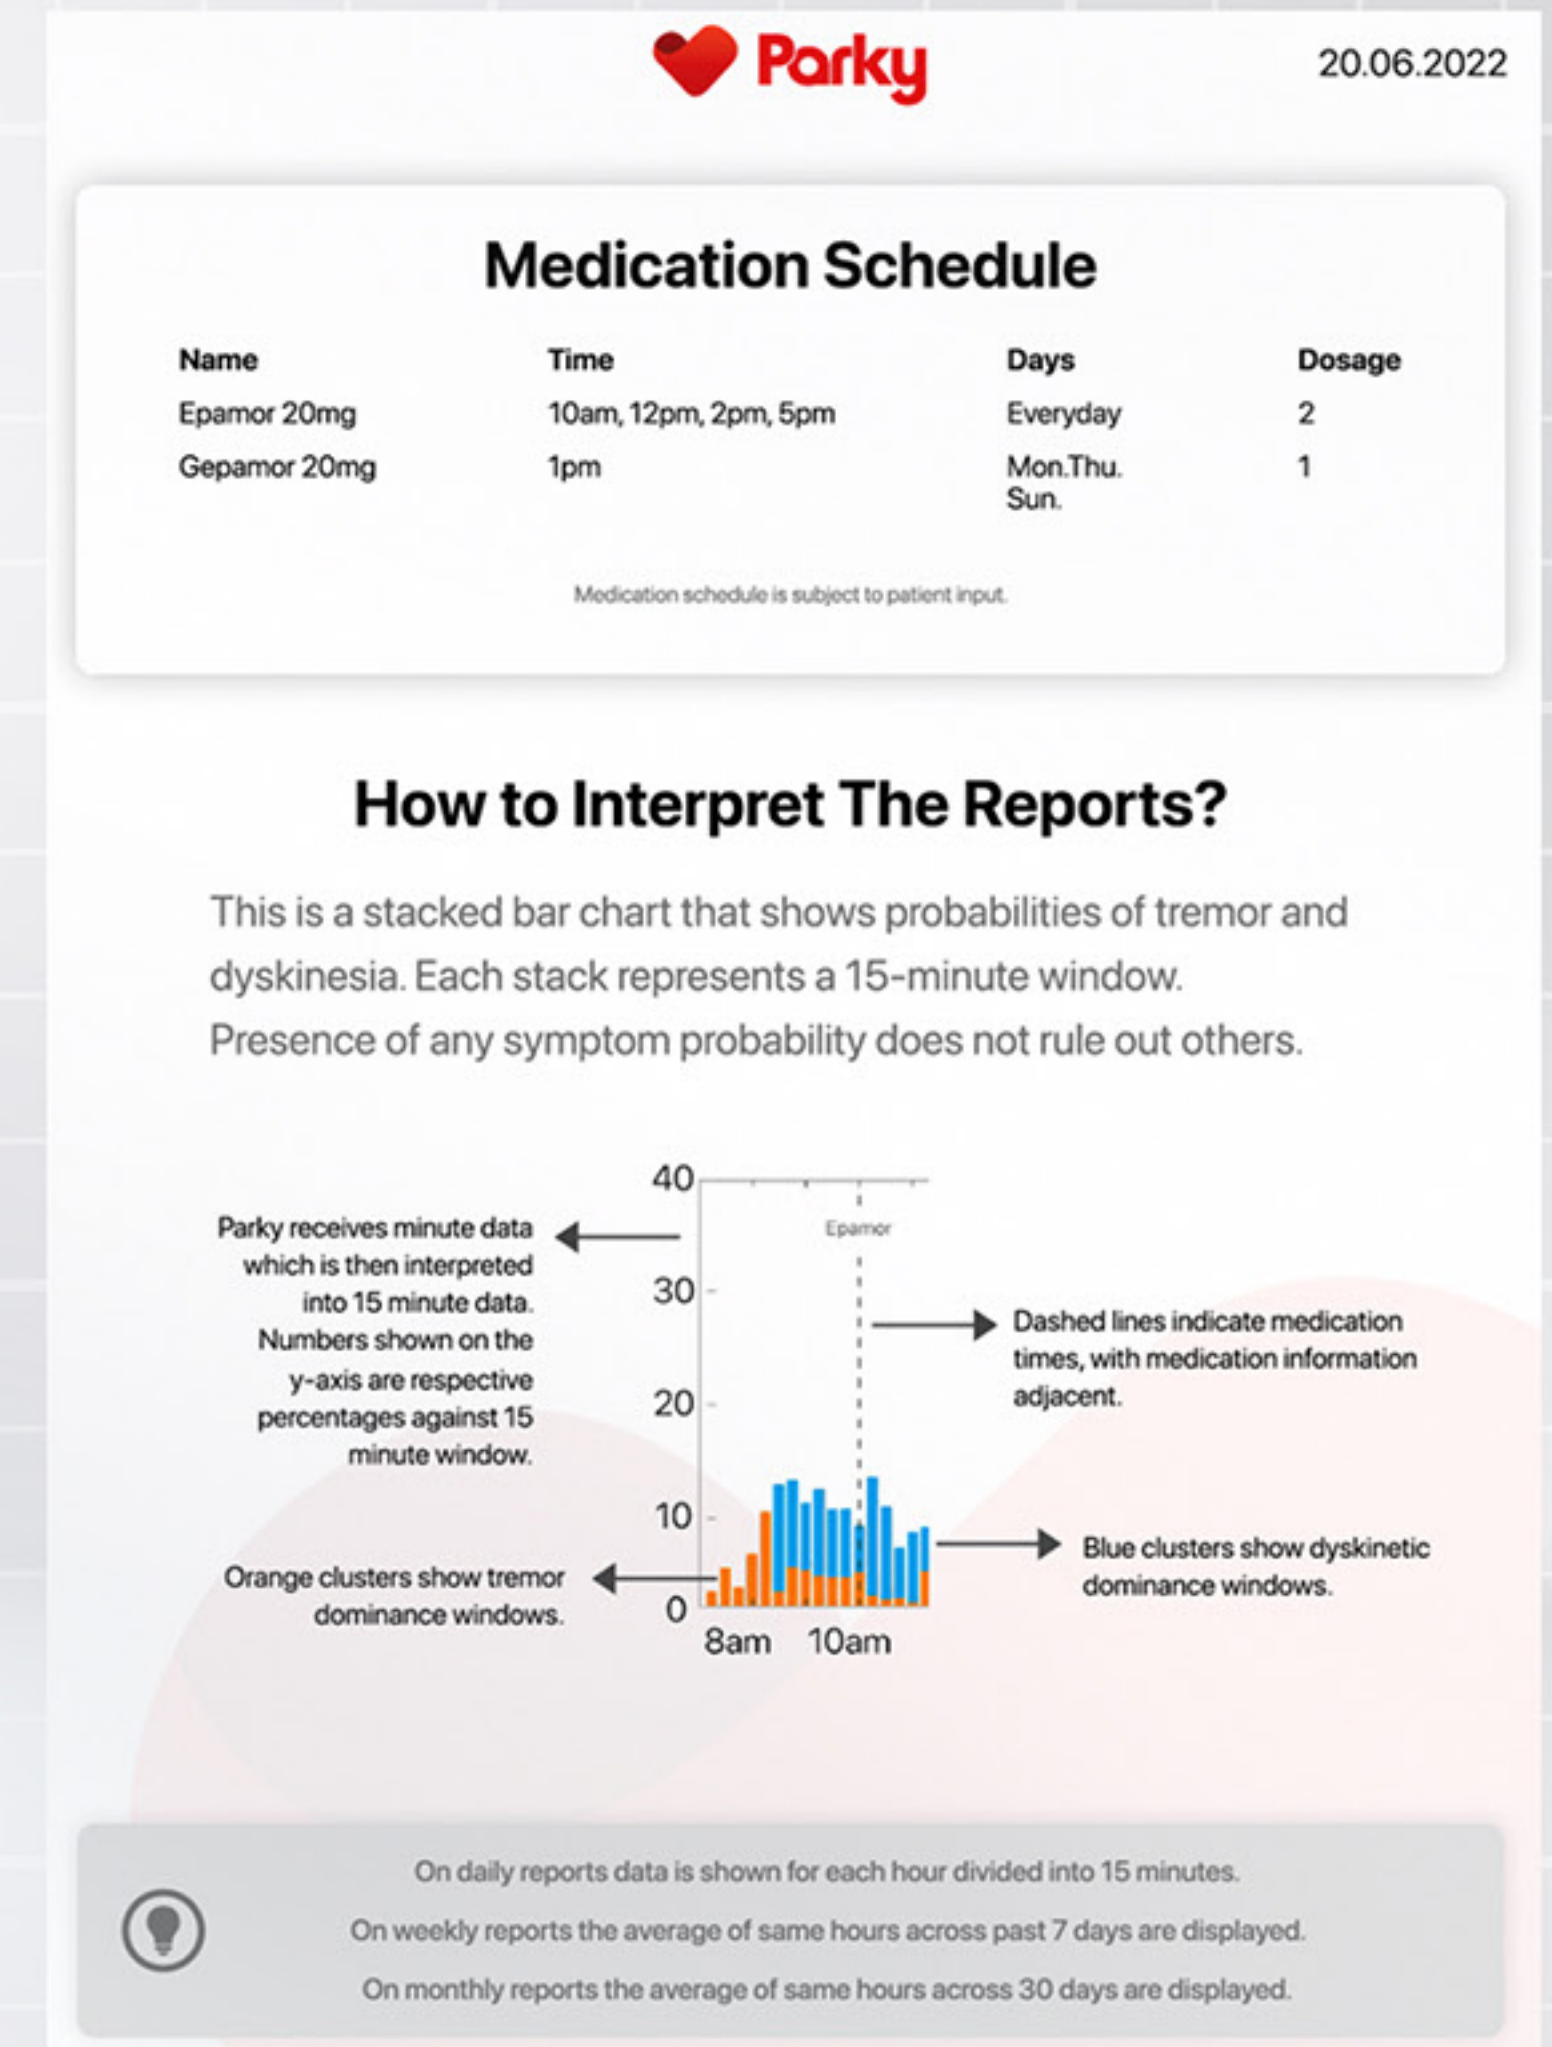 Parky
20.06.2022
Medication Schedule
Name Time Days Dosage
Epamor 20mg 10am, 12pm, 2pm, 5pm Everyday 2
Gepamor 20mg 1pm Mon.Thu. 1
Sun.
Medication schedule is subject to patient input.
How to Interpret The Reports?
This is a stacked bar chart that shows probabilities of tremor and
dyskinesia. Each stack represents a 15-minute window.
Presence of any symptom probability does not rule out others.
Parky receives minute data
which is then interpreted
into 15 minute data.
Numbers shown on the
y-axis are respective
percentages against 15
minute window.
Orange clusters show tremor
dominance windows.
40
30
20
10
0
Epamor
8am 10am
Dashed lines indicate medication
times, with medication information
adjacent.
Blue clusters show dyskinetic
dominance windows.
On daily reports data is shown for each hour divided into 15 minutes.
On weekly reports the average of same hours across past 7 days are displayed.
On monthly reports the average of same hours across 30 days are displayed.